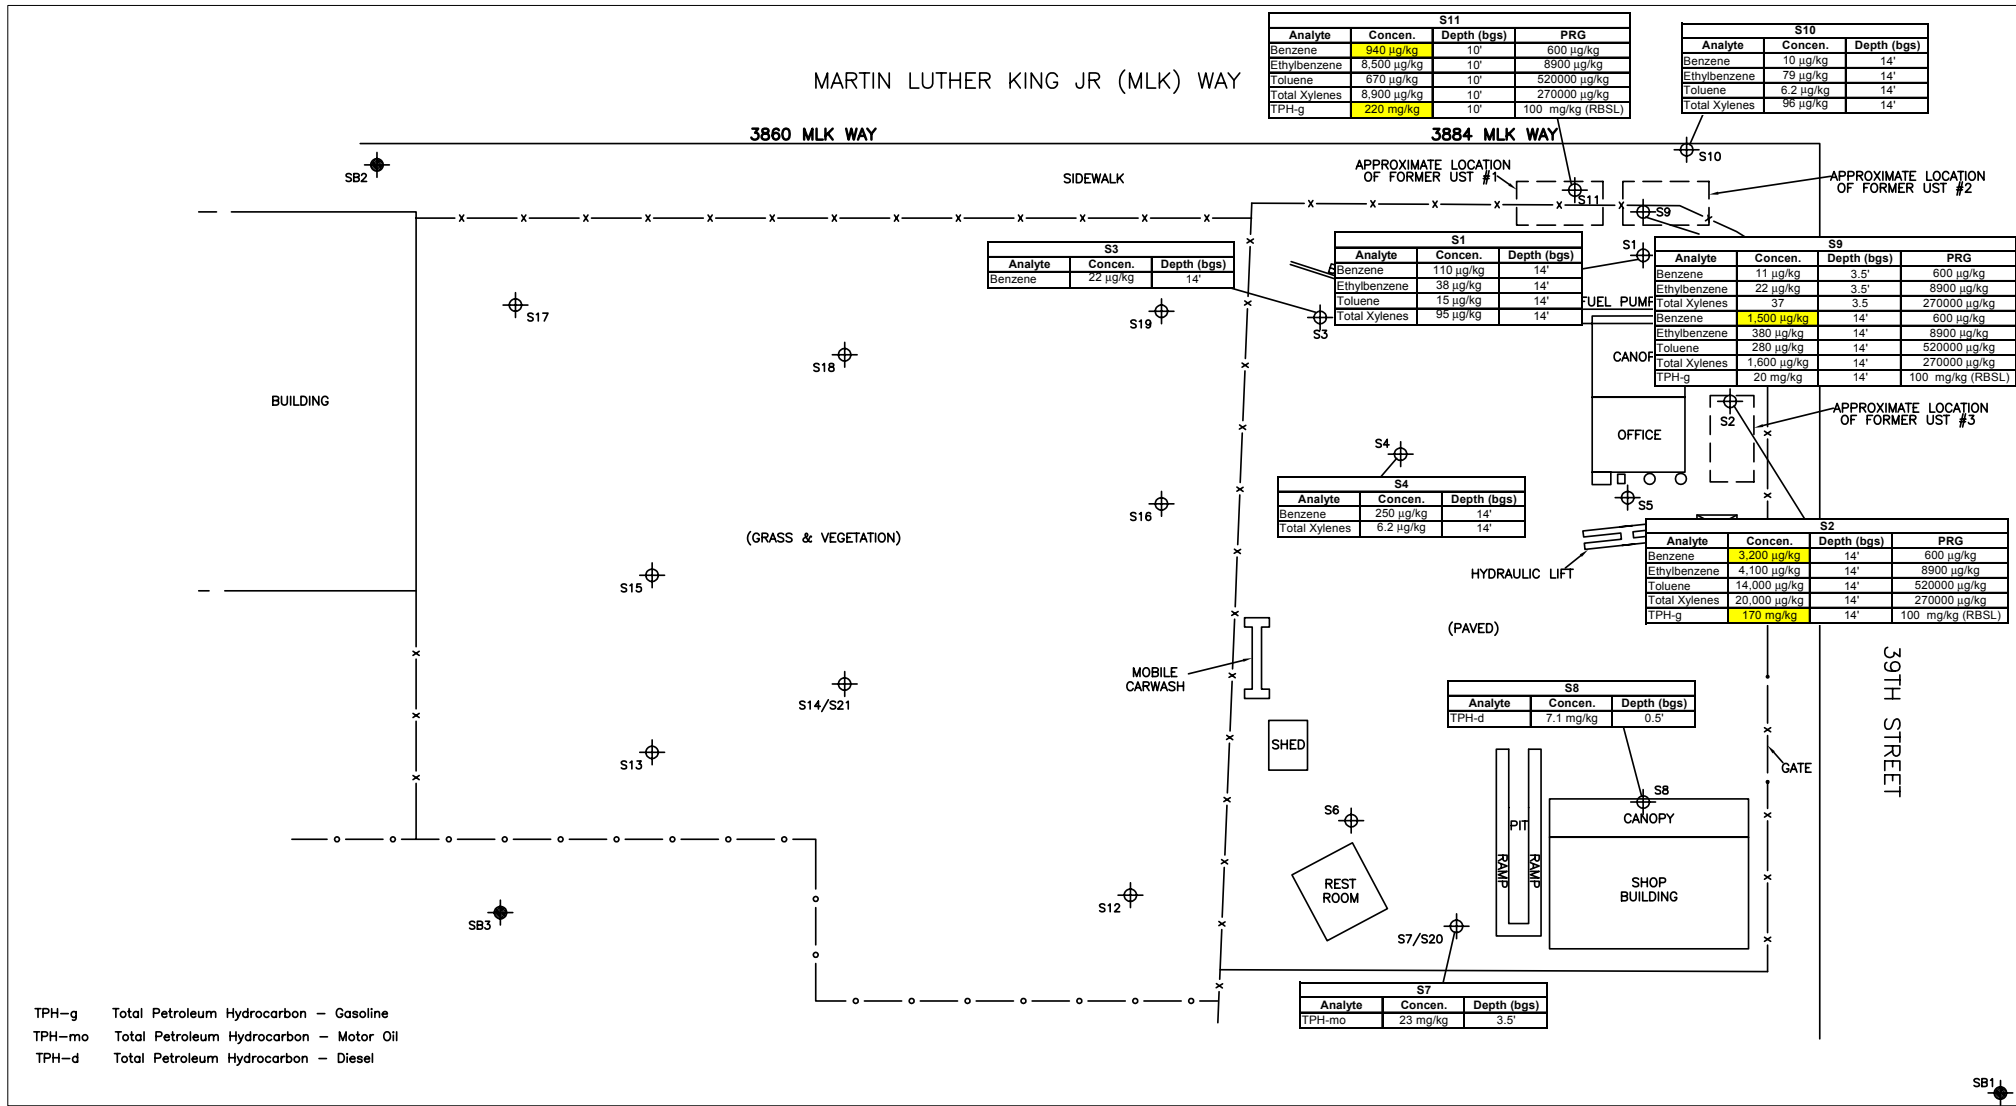 S11
Analyte Concen. Depth (bgs) PRG
Benzene 940 µg/kg 10' 600 µg/kg
Ethylbenzene 8,500 µg/kg 10' 8900 µg/kg
Toluene 670 µg/kg 10' 520000 µg/kg
Total Xylenes 8,900 µg/kg 10' 270000 µg/kg
TPH-g 220 mg/kg 10' 100 mg/kg (RBSL)
S10
Analyte Concen. Depth (bgs)
Benzene 10 µg/kg 14'
Ethylbenzene 79 µg/kg 14'
Toluene 6.2 µg/kg 14'
Total Xylenes 96 µg/kg 14'
MARTIN LUTHER KING JR (MLK) WAY
3860 MLK WAY
3884 MLK WAY
SB2
SIDEWALK
APPROXIMATE LOCATION
OF FORMER UST #1
S10
APPROXIMATE LOCATION
OF FORMER UST #2
S11
S9
S3
Analyte Concen. Depth (bgs)
Benzene 22 µg/kg 14'
S1
Analyte Concen. Depth (bgs)
Benzene 110 µg/kg 14'
Ethylbenzene 38 µg/kg 14'
Toluene 15 µg/kg 14'
Total Xylenes 95 µg/kg 14'
S1
S9
Analyte Concen. Depth (bgs) PRG
Benzene 11 µg/kg 3.5' 600 µg/kg
Ethylbenzene 22 µg/kg 3.5' 8900 µg/kg
Total Xylenes 37 3.5 270000 µg/kg
Benzene 1,500 µg/kg 14' 600 µg/kg
Ethylbenzene 380 µg/kg 14' 8900 µg/kg
Toluene 280 µg/kg 14' 520000 µg/kg
Total Xylenes 1,600 µg/kg 14' 270000 µg/kg
TPH-g 20 mg/kg 14' 100 mg/kg (RBSL)
FUEL
S17
S19
S3
S18
BUILDING
S2
APPROXIMATE LOCATION
OF FORMER UST #3
OFFICE
S4
S4
Analyte Concen. Depth (bgs)
Benzene 250 µg/kg 14'
Total Xylenes 6.2 µg/kg 14'
S5
S16
(GRASS & VEGETATION)
S2
Analyte Concen. Depth (bgs) PRG
Benzene 3,200 µg/kg 14' 600 µg/kg
Ethylbenzene 4,100 µg/kg 14' 8900 µg/kg
Toluene 14,000 µg/kg 14' 520000 µg/kg
Total Xylenes 20,000 µg/kg 14' 270000 µg/kg
TPH-g 170 mg/kg 14' 100 mg/kg (RBSL)
HYDRAULIC LIFT
S15
(PAVED)
MOBILE
CARWASH
39TH STREET
S14/S21
S8
Analyte Concen. Depth (bgs)
TPH-d 7.1 mg/kg 0.5'
SHED
S13
GATE
S8
S6
PIT
CANOPY
RAMP
RAMP
REST
ROOM
SHOP
BUILDING
S12
SB3
S7/S20
S7
Analyte Concen. Depth (bgs)
TPH-mo 23 mg/kg 3.5'
TPH-g Total Petroleum Hydrocarbon - Gasoline
TPH-mo Total Petroleum Hydrocarbon - Motor Oil
TPH-d Total Petroleum Hydrocarbon - Diesel
SB1